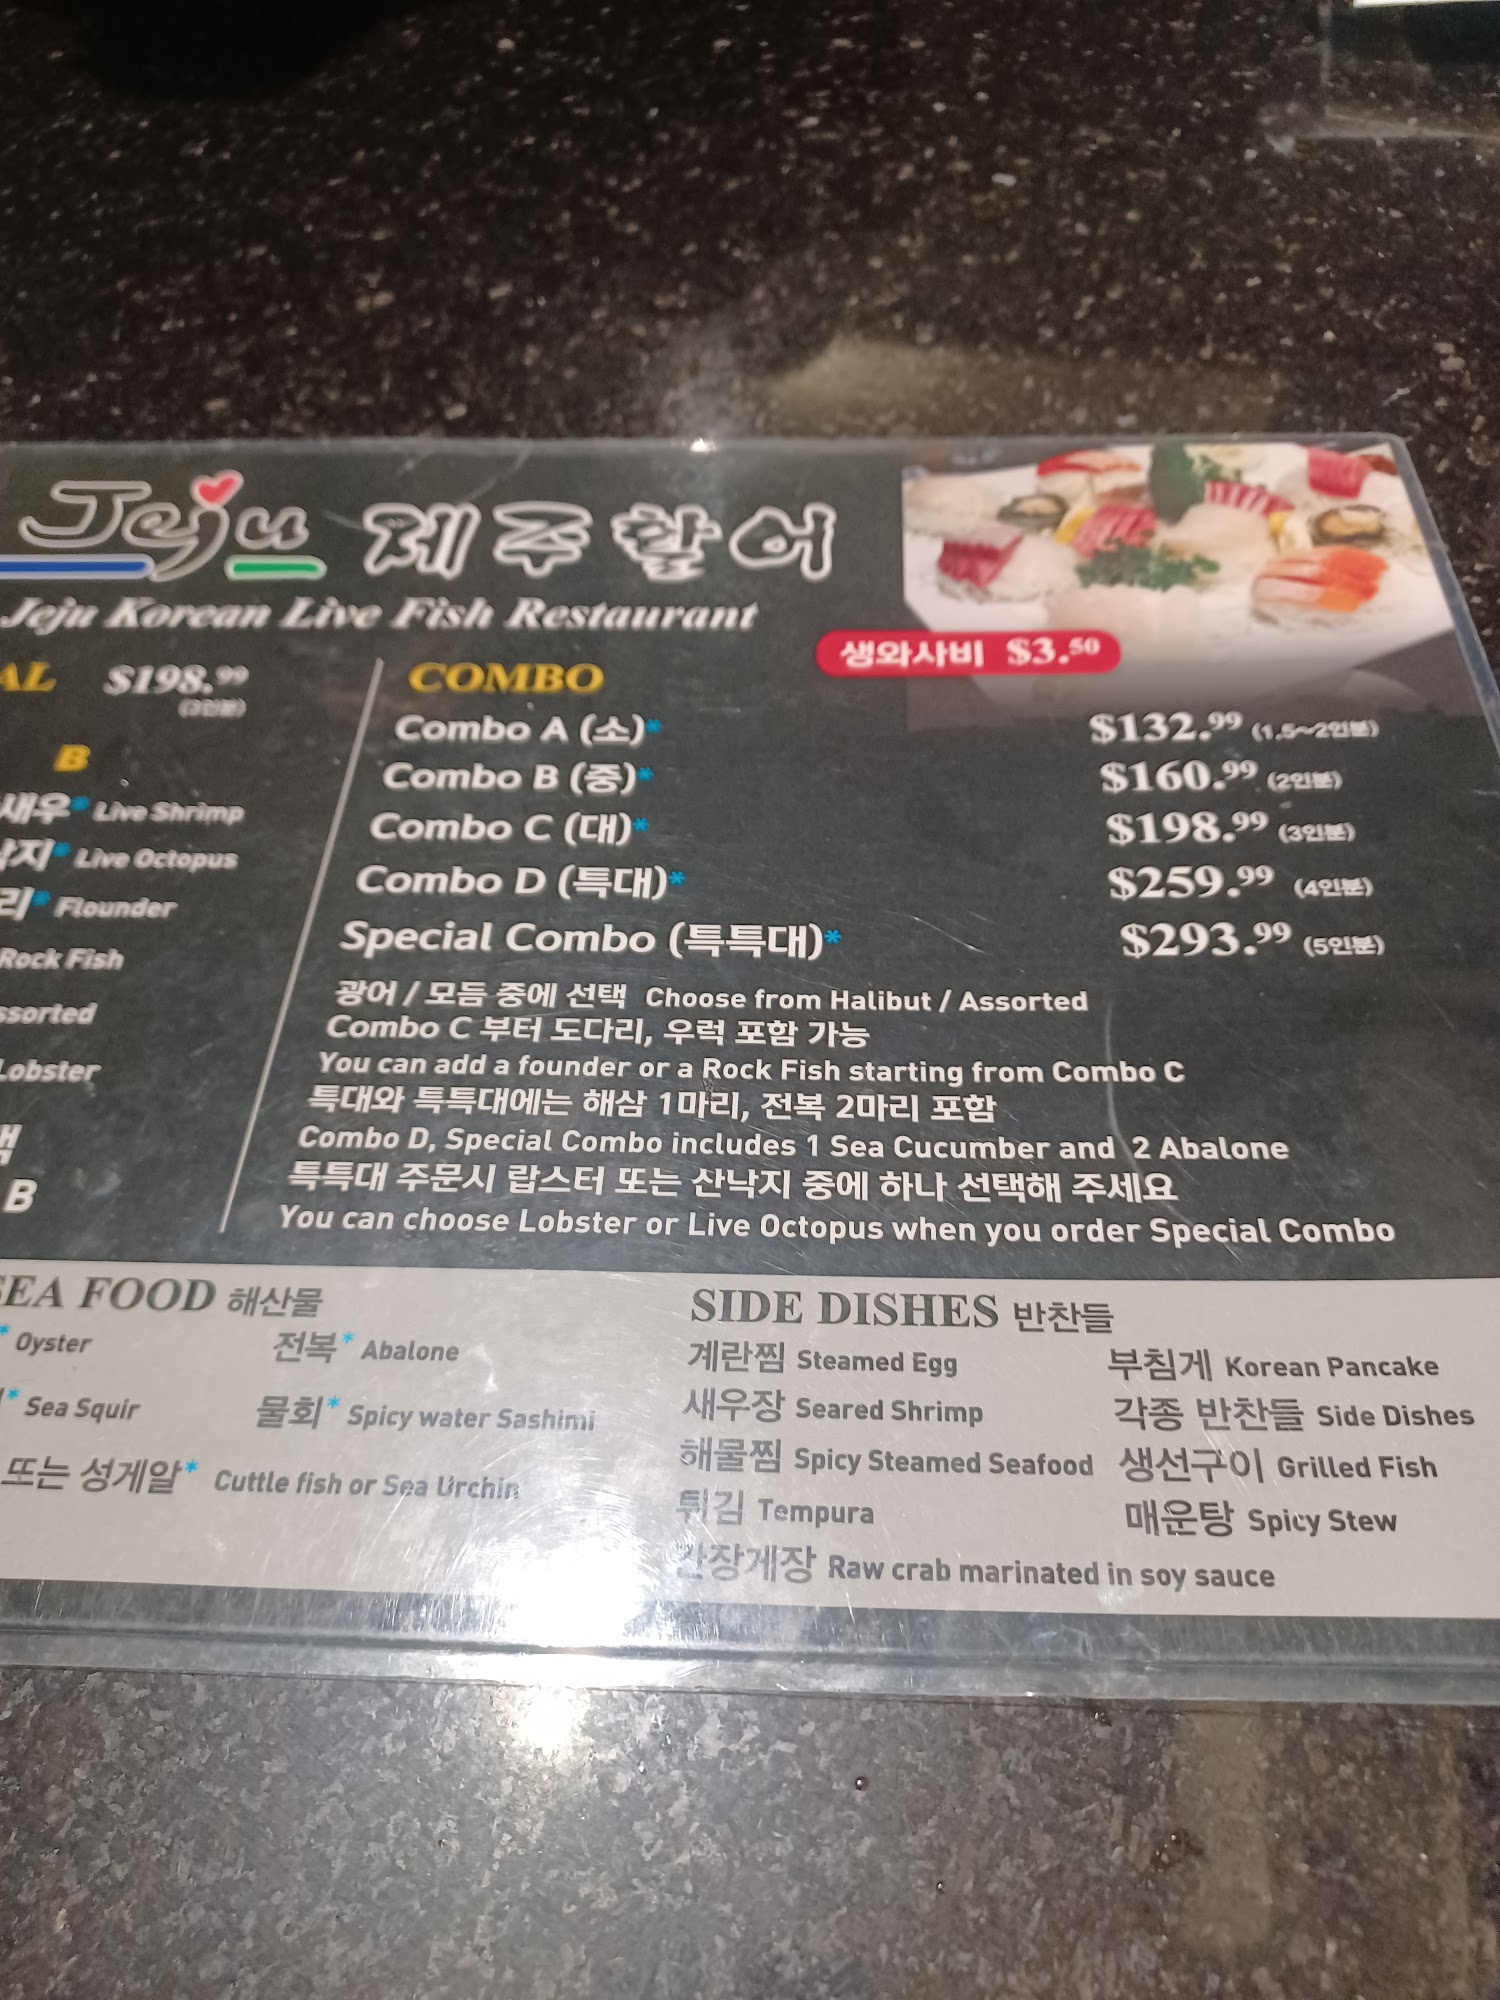 Jeju 제주활어
Jeju Korean Live Fish Restaurant
생와사비 $3.50
AL $198.99
(3인분)
B
새우* Live Shrimp
낙지* Live Octopus
리* Flounder
Rock Fish
ssorted
Lobster
택
B
COMBO
Combo A (소)* $132.99 (1.5~2인분)
Combo B (중)* $160.99 (2인분)
Combo C (대)* $198.99 (3인분)
Combo D (특대)* $259.99 (4인분)
Special Combo (특특대)* $293.99 (5인분)
광어 / 모듬 중에 선택 Choose from Halibut / Assorted
Combo C 부터 도다리, 우럭 포함 가능
You can add a founder or a Rock Fish starting from Combo C
특대와 특특대에는 해삼 1마리, 전복 2마리 포함
Combo D, Special Combo includes 1 Sea Cucumber and 2 Abalone
특특대 주문시 랍스터 또는 산낙지 중에 하나 선택해 주세요
You can choose Lobster or Live Octopus when you order Special Combo
SEA FOOD 해산물
* Oyster 전복* Abalone
* Sea Squir 물회* Spicy water Sashimi
또는 성게알* Cuttle fish or Sea Urchin
SIDE DISHES 반찬들
계란찜 Steamed Egg 부침게 Korean Pancake
새우장 Seared Shrimp 각종 반찬들 Side Dishes
해물찜 Spicy Steamed Seafood 생선구이 Grilled Fish
튀김 Tempura 매운탕 Spicy Stew
간장게장 Raw crab marinated in soy sauce